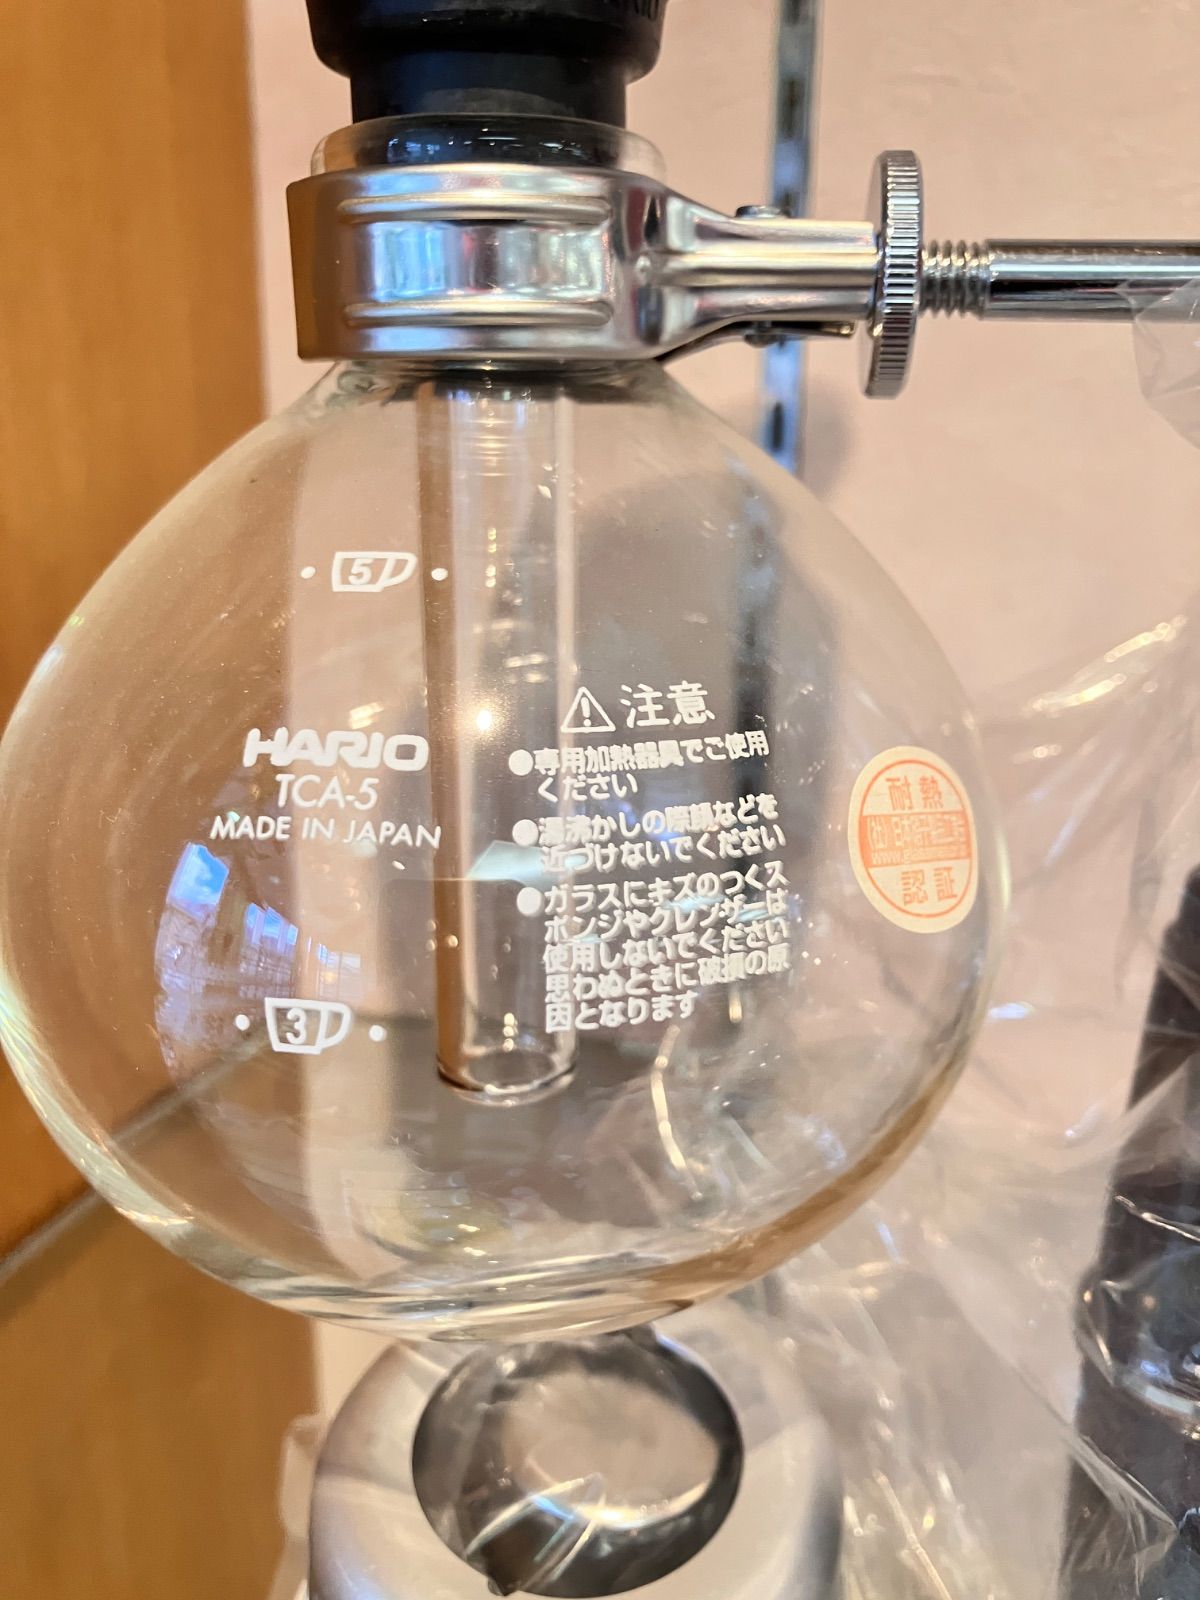 5
HARIO
TCA-5
MADE IN JAPAN
3
注意
●専用加熱器具でご使用
ください
●湯沸かしの際顔などを
近づけないでください
●ガラスにキズのつくス
ポンジやクレンザーは
使用しないでください
思わぬときに破損の原
因となります
耐熱
認証